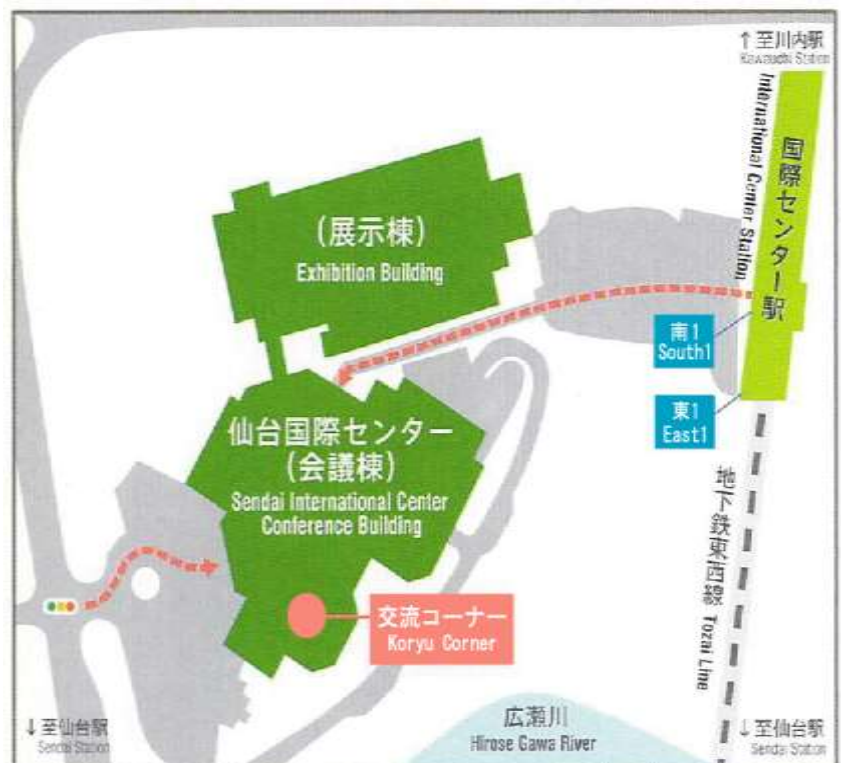 ↑至川内駅
Kawauchi Station
国際センター駅
International Center Station
(展示棟)
Exhibition Building
南1
South1
東1
East1
仙台国際センター
(会議棟)
Sendai International Center
Conference Building
地下鉄東西線 Tozai Line
交流コーナー
Koryu Corner
広瀬川
Hirose Gawa River
↓至仙台駅
Sendai Station
↓至仙台駅
Sendai Station